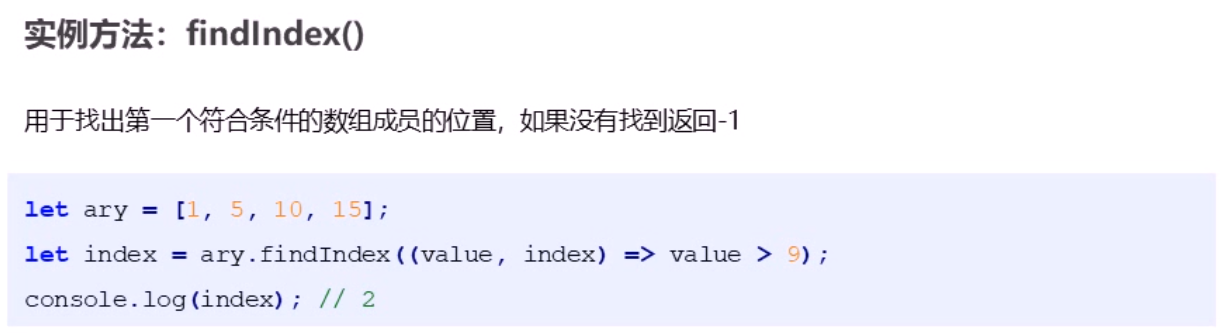 实例方法：findIndex()
用于找出第一个符合条件的数组成员的位置，如果没有找到返回-1
let ary = [1, 5, 10, 15];
let index = ary.findIndex((value, index) => value > 9);
console.log(index); // 2